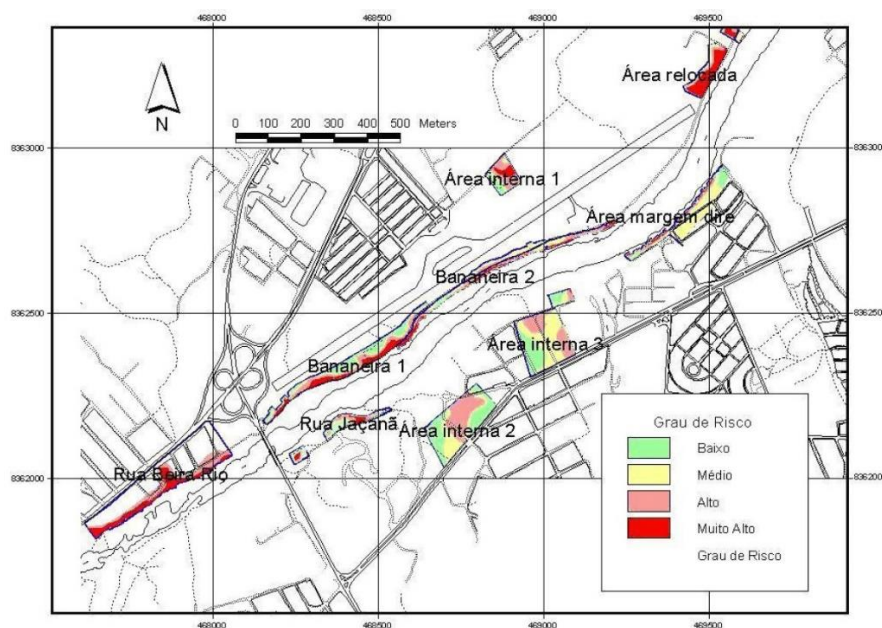 468000 468500 469000 469500
N
0 100 200 300 400 500 Meters
8363000
8363000
Área relocada
Área interna 1
Área margem dire
Bananeira 2
8362500
836250
Área interna 3
Bananeira 1
Rua Jaçanã
Área interna 2
Rua Beira Rio
8362000
836200
Grau de Risco
Baixo
Médio
Alto
Muito Alto
Grau de Risco
468000 468500 469000 469500